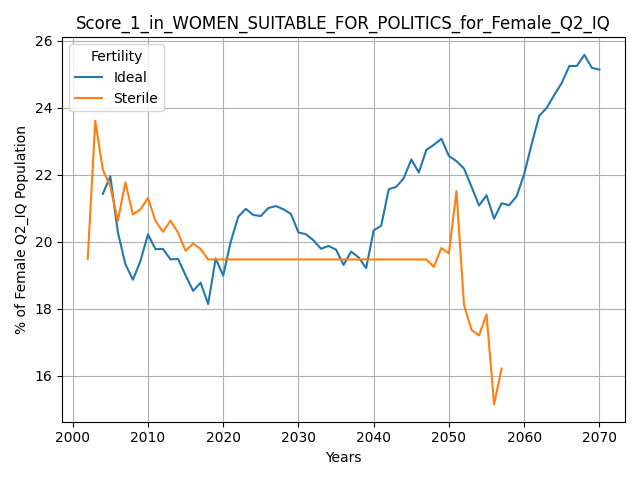 Score_1_in_WOMEN_SUITABLE_FOR_POLITICS_for_Female_Q2_IQ
Fertility
Ideal
Sterile
% of Female Q2_IQ Population
26
24
22
20
18
16
2000 2010 2020 2030 2040 2050 2060 2070
Years